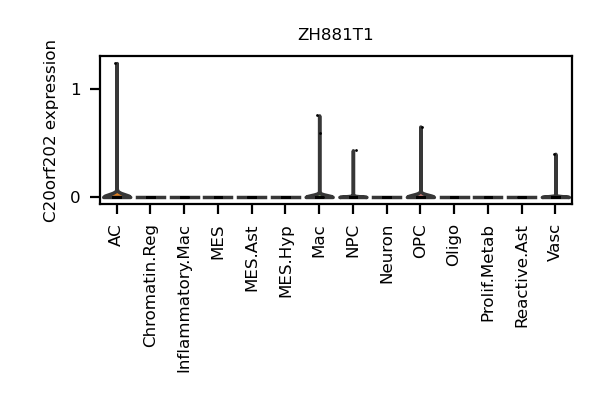 ZH881T1
C20orf202 expression
1
0
AC
Chromatin.Reg
Inflammatory.Mac
MES
MES.Ast
MES.Hyp
Mac
NPC
Neuron
OPC
Oligo
Prolif.Metab
Reactive.Ast
Vasc